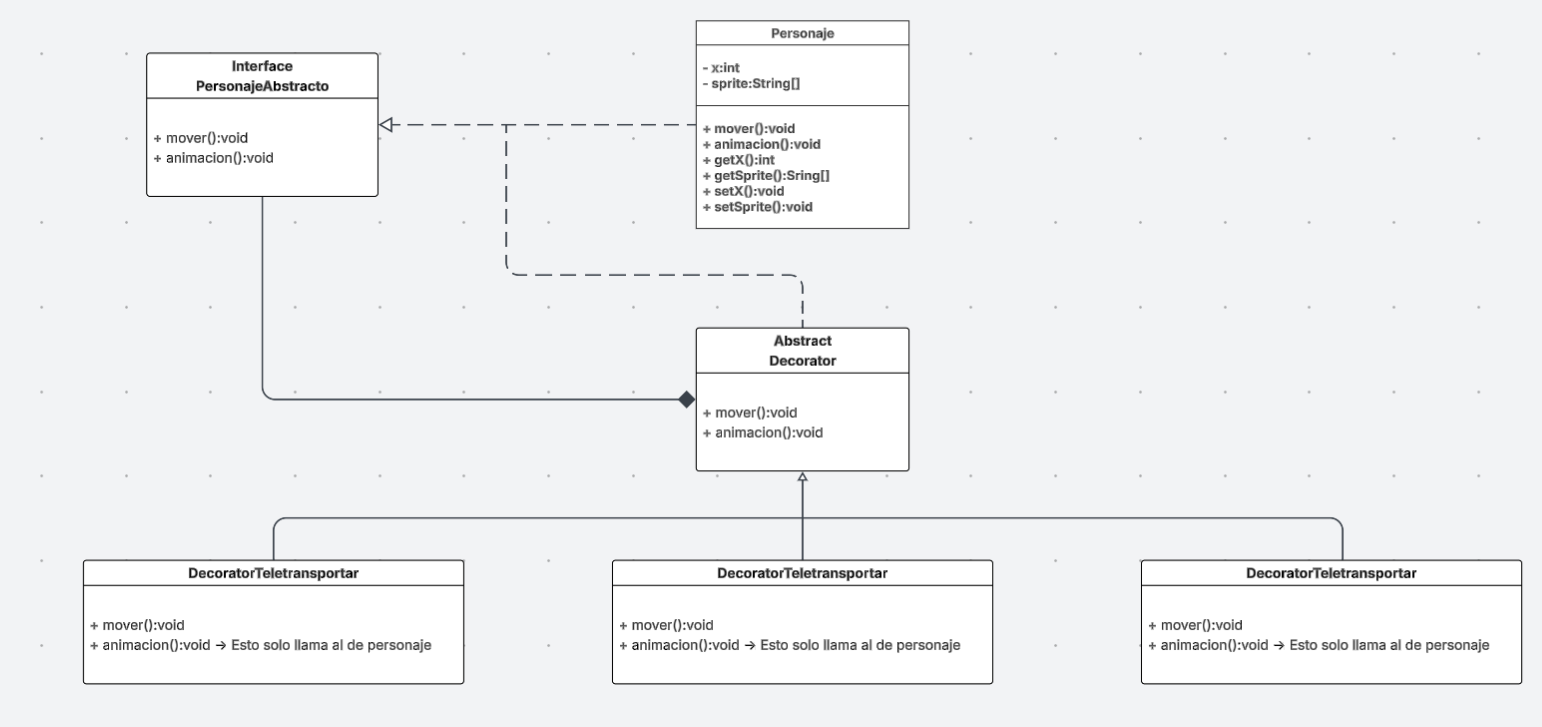 Interface
PersonajeAbstracto
+ mover():void
+ animacion():void
Personaje
- x:int
- sprite:String[]
+ mover():void
+ animacion():void
+ getX():int
+ getSprite():Sring[]
+ setX():void
+ setSprite():void
Abstract
Decorator
+ mover():void
+ animacion():void
DecoratorTeletransportar
+ mover():void
+ animacion():void → Esto solo llama al de personaje
DecoratorTeletransportar
+ mover():void
+ animacion():void → Esto solo llama al de personaje
DecoratorTeletransportar
+ mover():void
+ animacion():void → Esto solo llama al de personaje